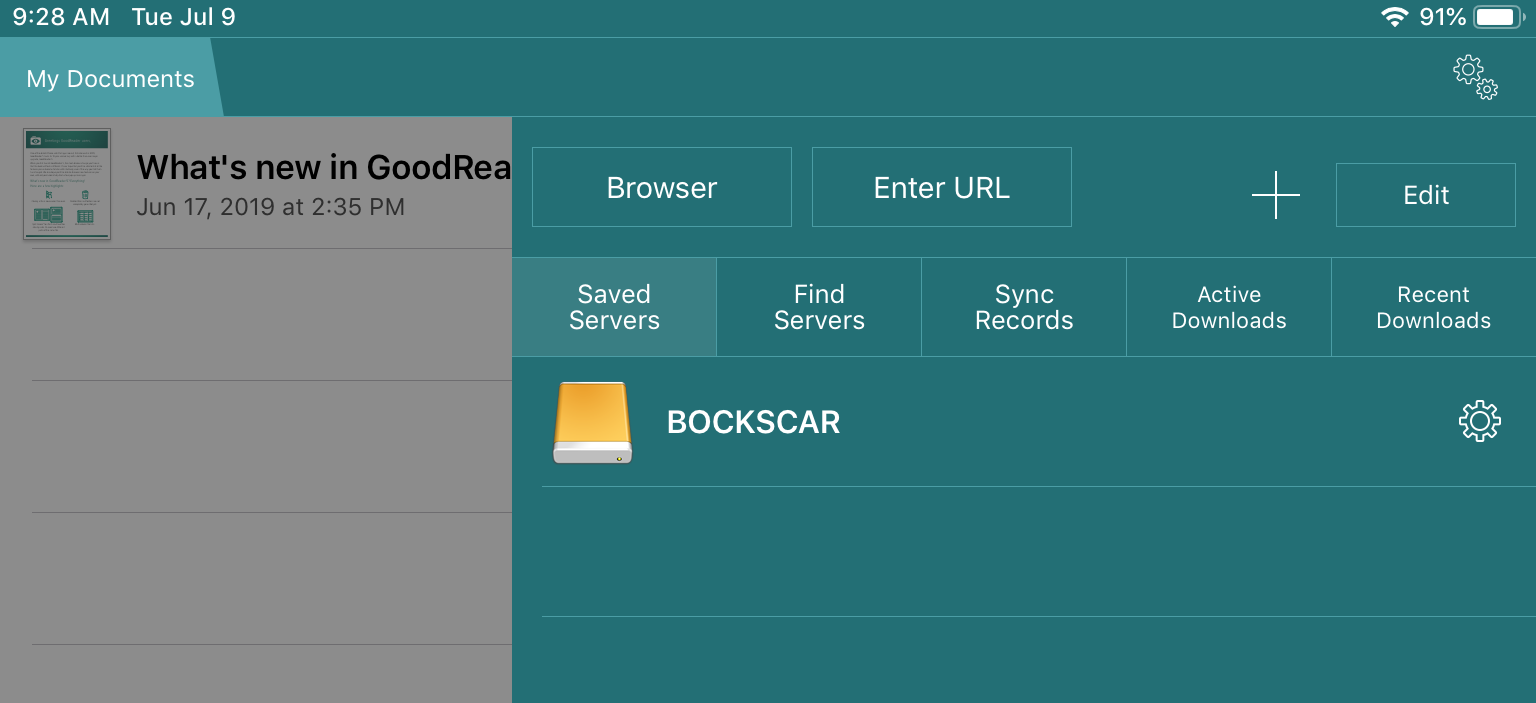 9:28 AM Tue Jul 9 91%
My Documents
What's new in GoodRea
Jun 17, 2019 at 2:35 PM
Browser Enter URL Edit
Saved Servers
Find Servers
Sync Records
Active Downloads
Recent Downloads
BOCKSCAR